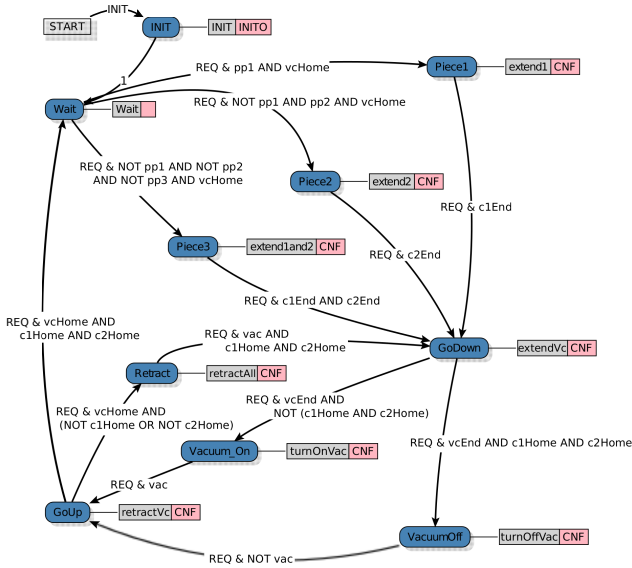 INIT
START
INIT
INIT INITO
1
REQ & pp1 AND vcHome
Piece1
extend1 CNF
Wait
Wait
REQ & NOT pp1 AND pp2 AND vcHome
REQ & NOT pp1 AND NOT pp2
AND NOT pp3 AND vcHome
Piece2
extend2 CNF
REQ & c1End
Piece3
extend1and2 CNF
REQ & c2End
REQ & c1End AND c2End
REQ & vcHome AND
c1Home AND c2Home
REQ & vac AND
c1Home AND c2Home
GoDown
extendVc CNF
Retract
retractAll CNF
REQ & vcEnd AND
NOT (c1Home AND c2Home)
REQ & vcHome AND
(NOT c1Home OR NOT c2Home)
REQ & vcEnd AND c1Home AND c2Home
Vacuum_On
turnOnVac CNF
REQ & vac
GoUp
retractVc CNF
VacuumOff
turnOffVac CNF
REQ & NOT vac